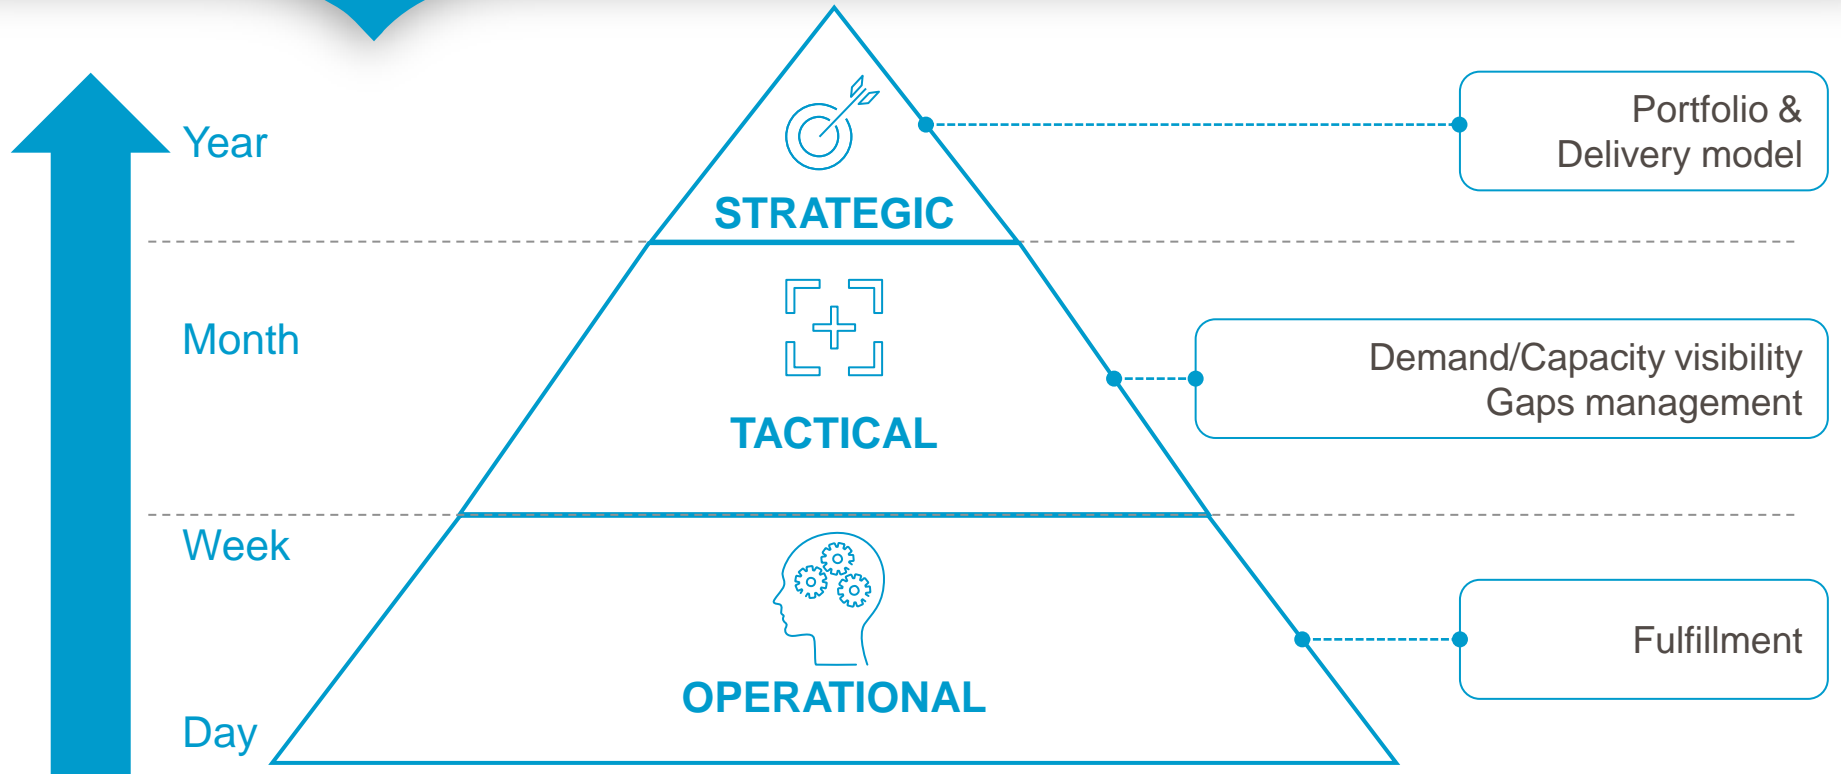 Year
STRATEGIC
Portfolio &
Delivery model
Month
TACTICAL
Demand/Capacity visibility
Gaps management
Week
OPERATIONAL
Fulfillment
Day